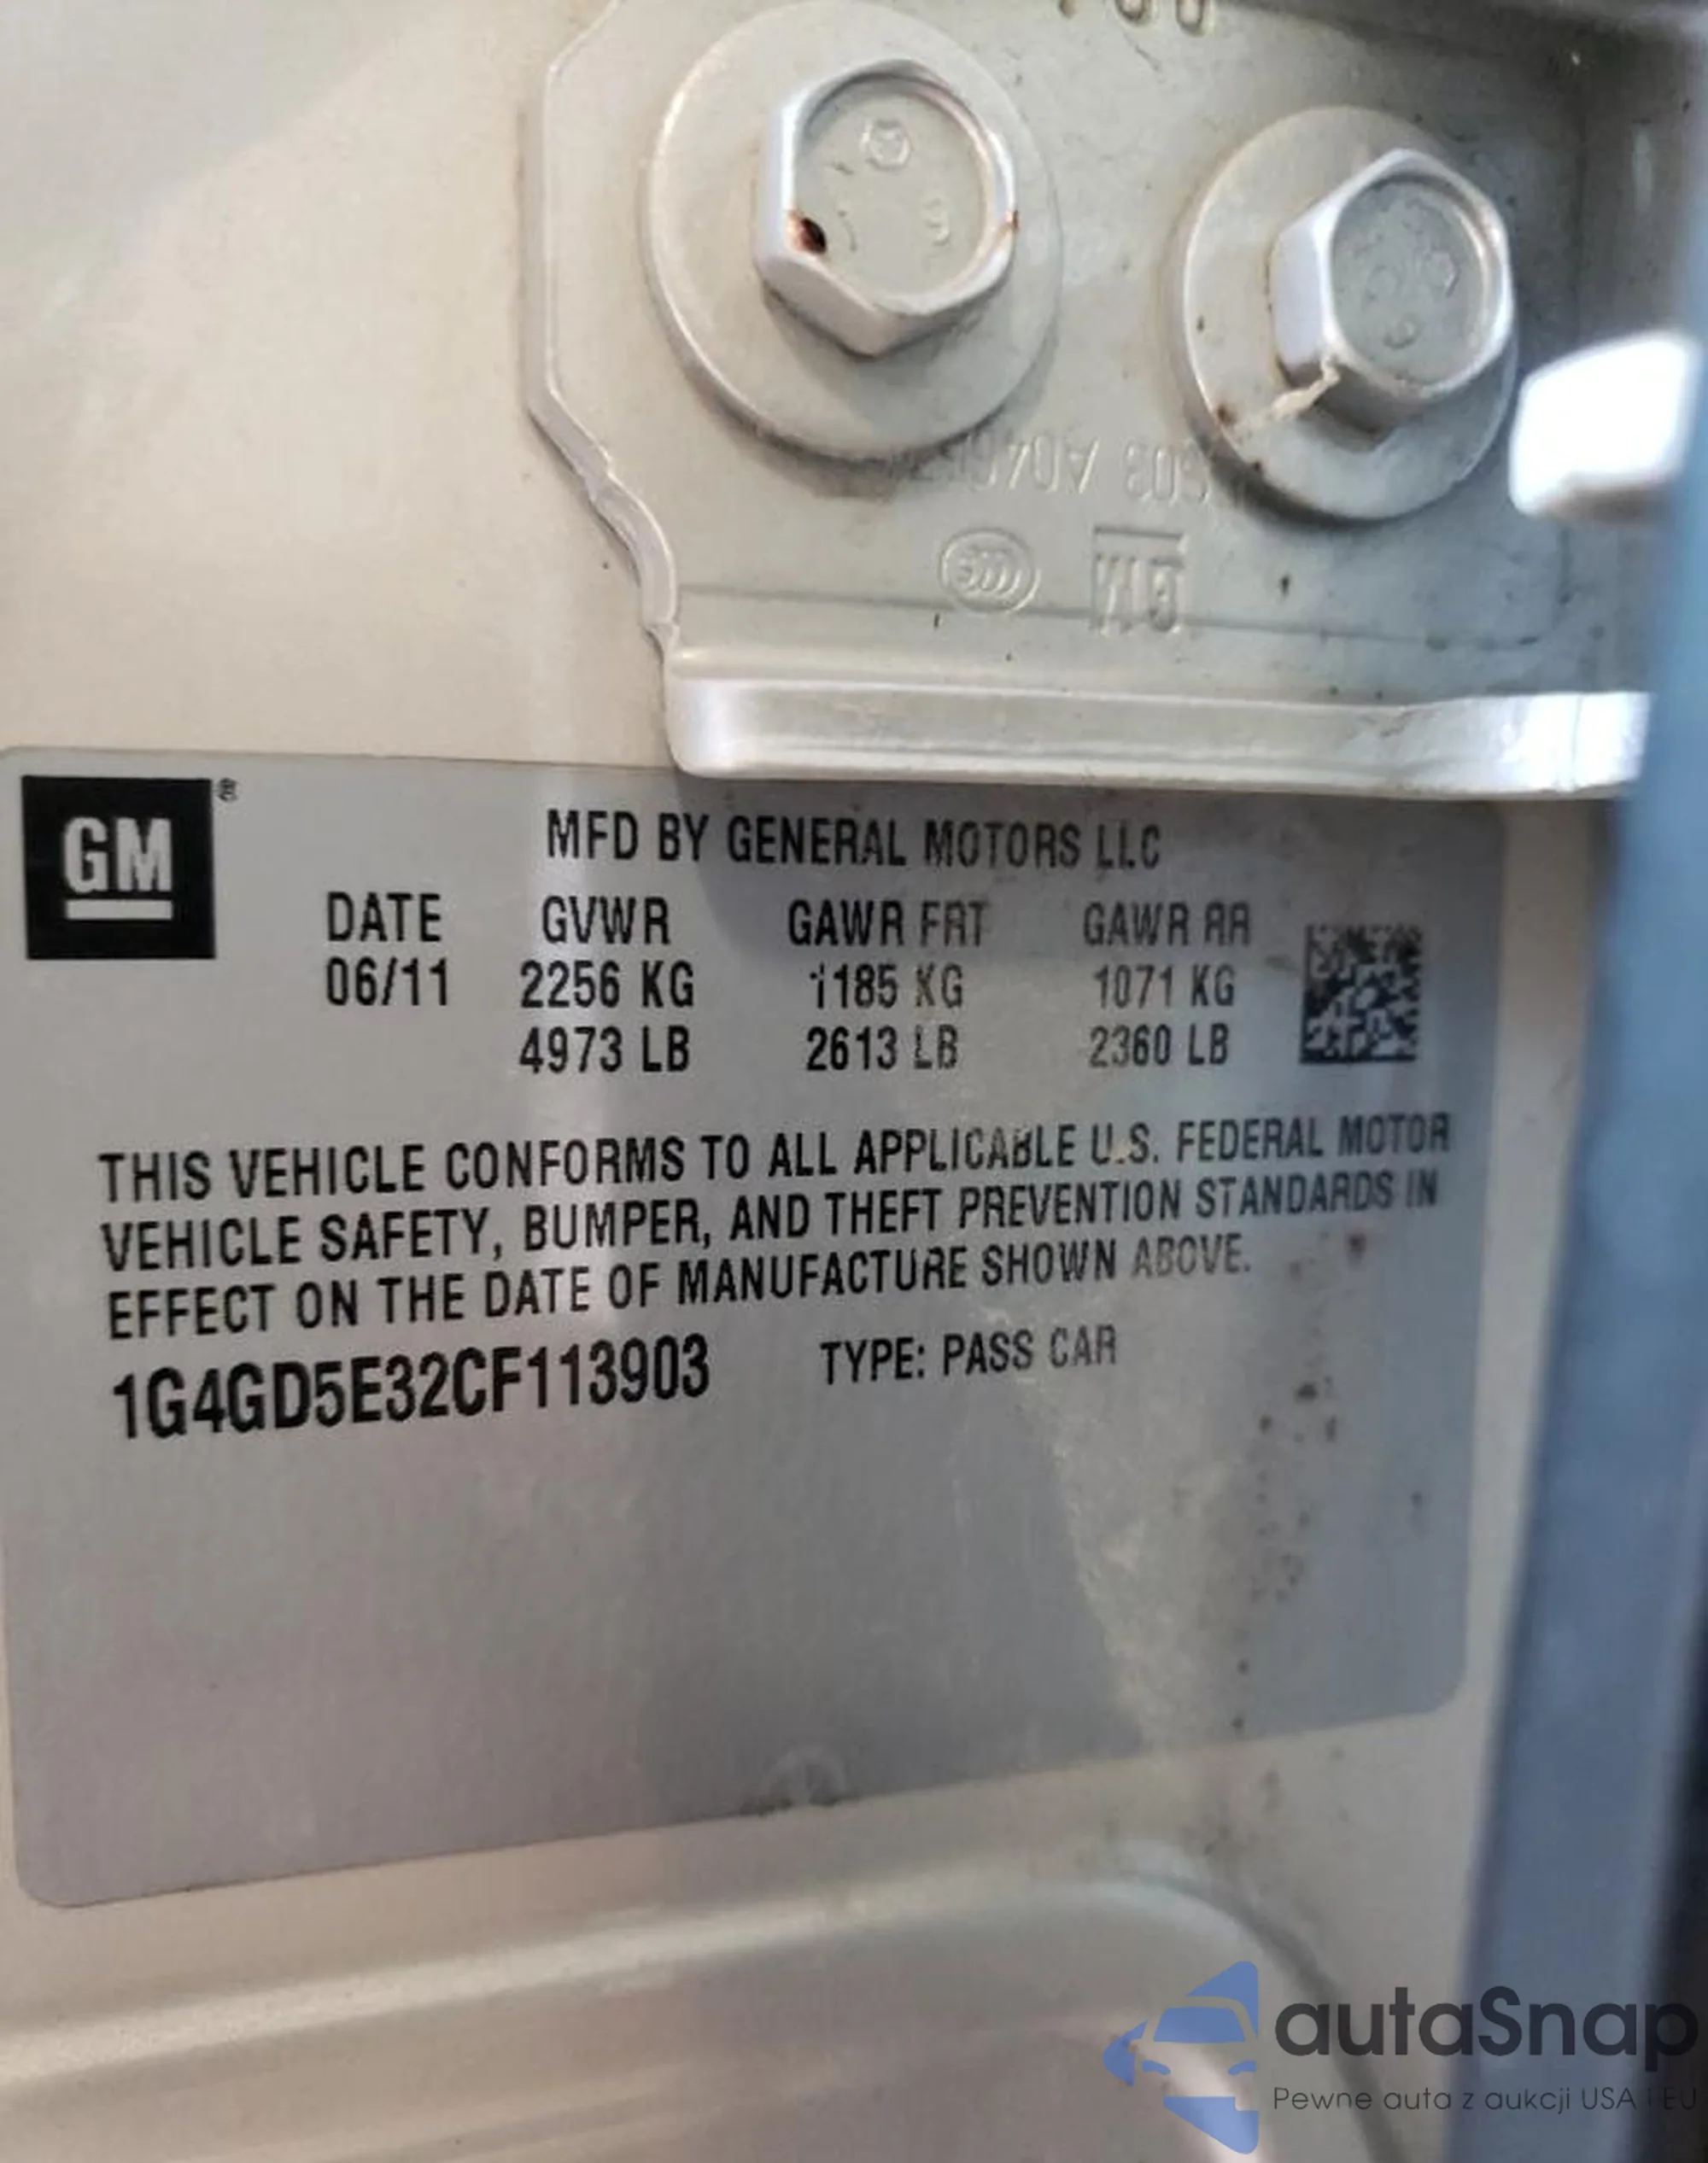 GM
GM®
MFD BY GENERAL MOTORS LLC
DATE GVWR GAWR FRT GAWR RR
06/11 2256 KG 1185 KG 1071 KG
4973 LB 2613 LB 2360 LB
THIS VEHICLE CONFORMS TO ALL APPLICABLE U.S. FEDERAL MOTOR
VEHICLE SAFETY, BUMPER, AND THEFT PREVENTION STANDARDS IN
EFFECT ON THE DATE OF MANUFACTURE SHOWN ABOVE.
1G4GD5E32CF113903 TYPE: PASS CAR
autaSnap
Pewne auta z aukcji USA i EU